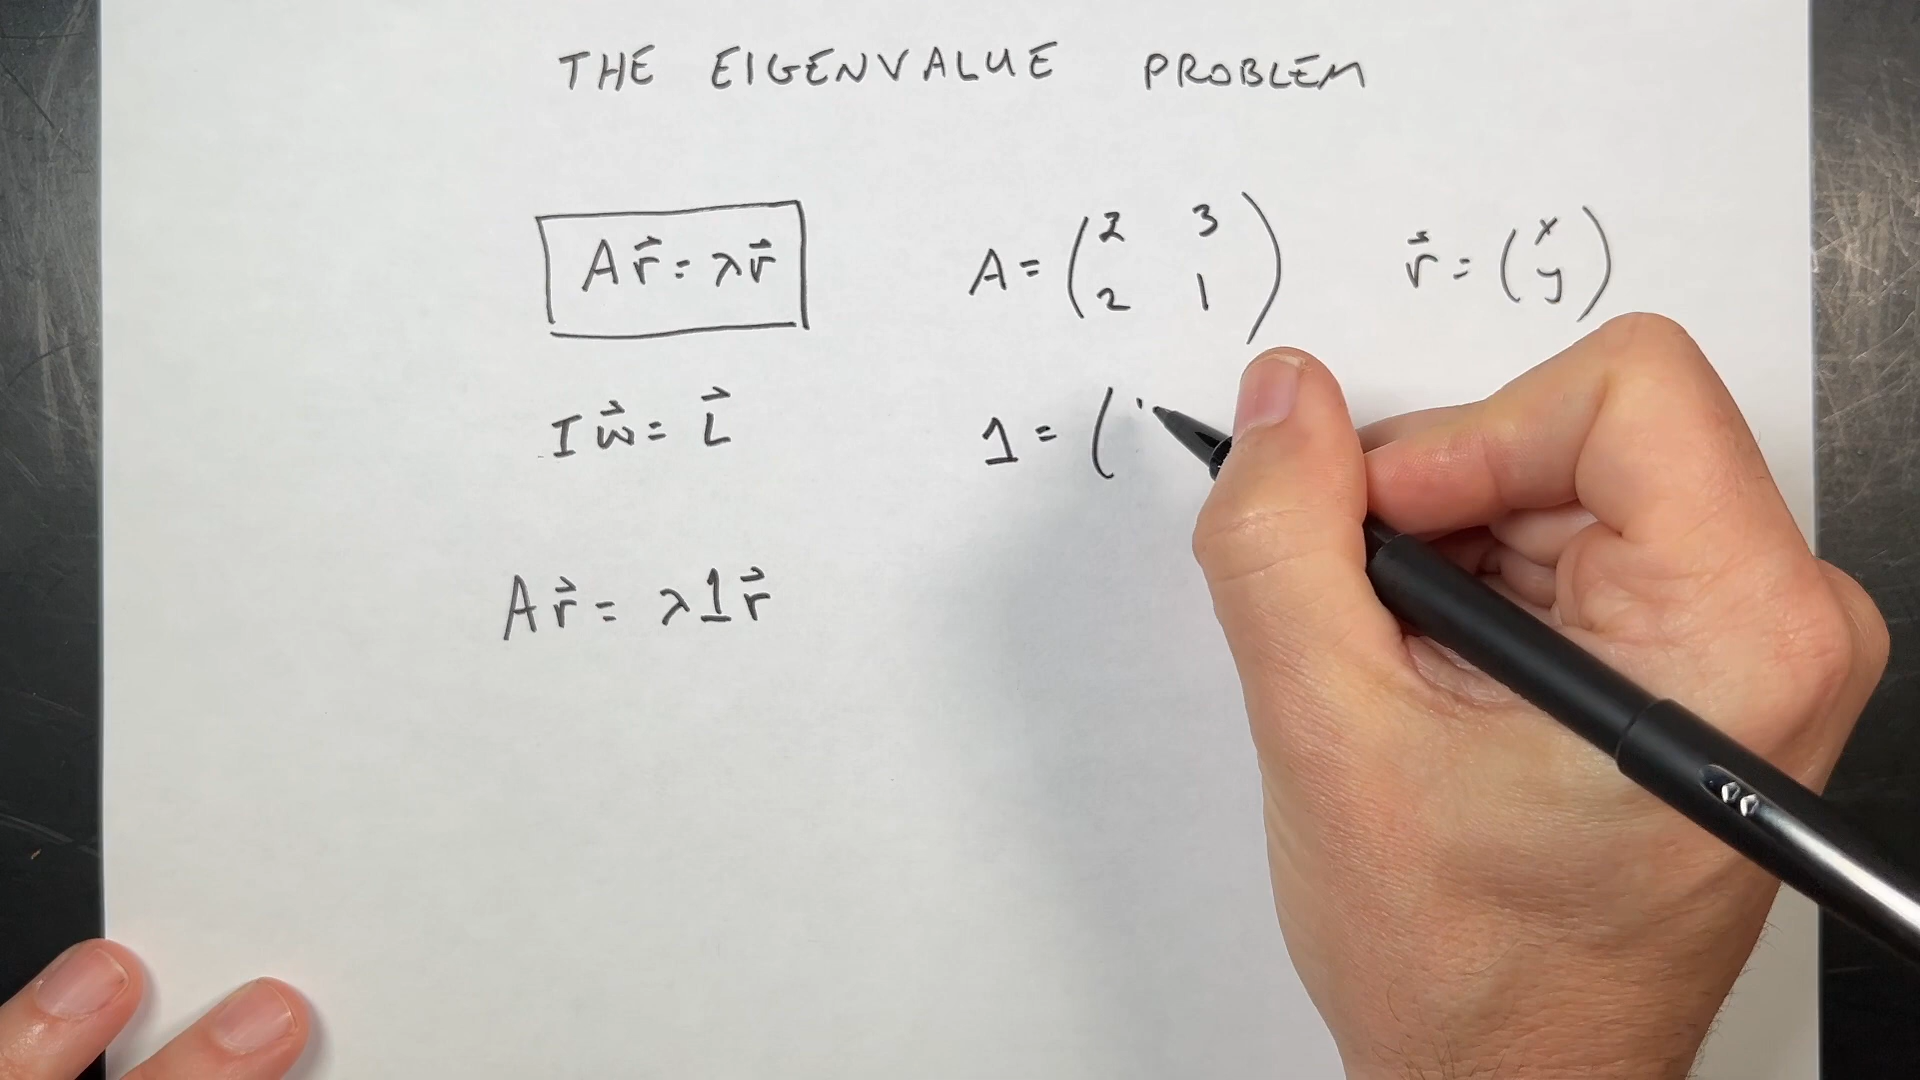 THE EIGENVALUE PROBLEM
A r⃗ = λ r⃗
A = (2 3
2 1)
r⃗ = (x
y)
I ω⃗ = L⃗
1 = (
A r⃗ = λ 1 r⃗